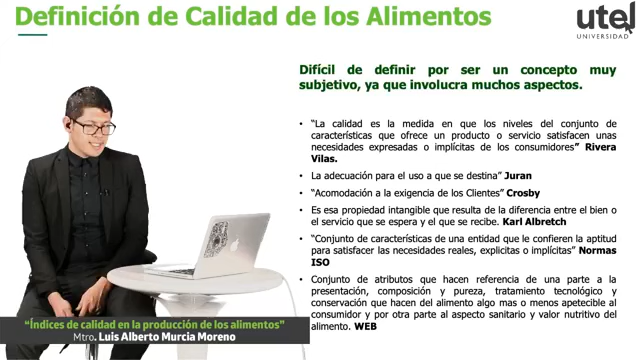 Definición de Calidad de los Alimentos
utel
UNIVERSIDAD
Difícil de definir por ser un concepto muy
subjetivo, ya que involucra muchos aspectos.
• “La calidad es la medida en que los niveles del conjunto de
características que ofrece un producto o servicio satisfacen unas
necesidades expresadas o implícitas de los consumidores” Rivera
Vilas.
• La adecuación para el uso a que se destina” Juran
• “Acomodación a la exigencia de los Clientes” Crosby
• Es esa propiedad intangible que resulta de la diferencia entre el bien o
el servicio que se espera y el que se recibe. Karl Albretch
• “Conjunto de características de una entidad que le confieren la aptitud
para satisfacer las necesidades reales, explicitas o implícitas” Normas
ISO
• Conjunto de atributos que hacen referencia de una parte a la
presentación, composición y pureza, tratamiento tecnológico y
conservación que hacen del alimento algo mas o menos apetecible al
consumidor y por otra parte al aspecto sanitario y valor nutritivo del
alimento. WEB
“Índices de calidad en la producción de los alimentos”
Mtro. Luis Alberto Murcia Moreno